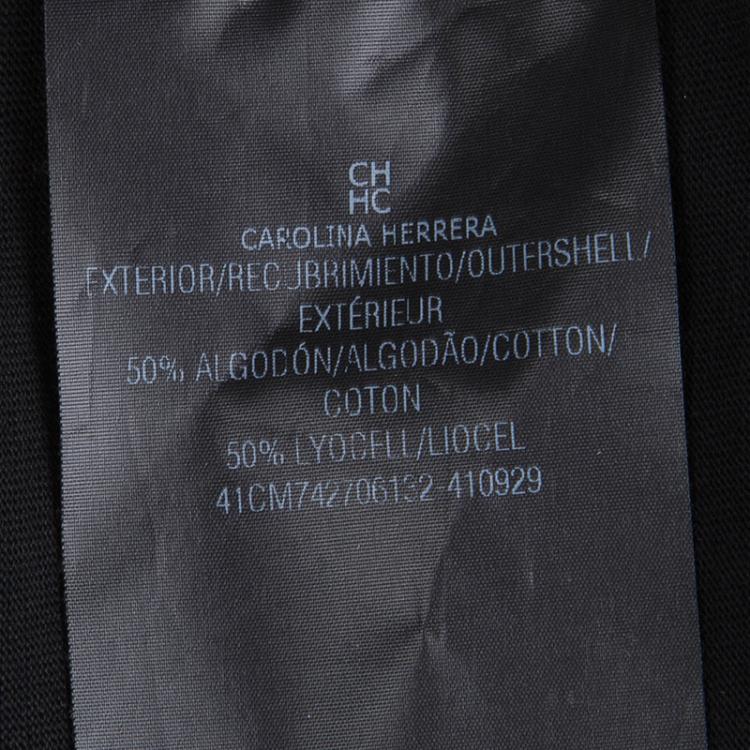 CH
HC
CAROLINA HERRERA
EXTERIOR/RECUBRIMIENTO/OUTERSHELL/
EXTÉRIEUR
50% ALGODÓN/ALGODÃO/COTTON/
COTON
50% LYOCELL/LIOCEL
41CM742706132-410929